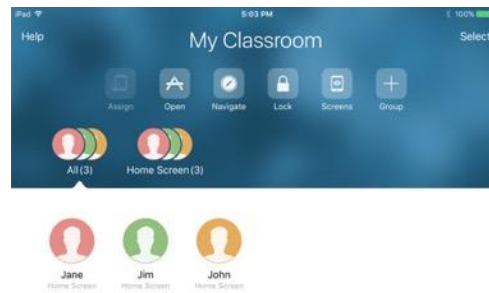 iPad 5:03 PM 100%
Help My Classroom Select
Assign Open Navigate Lock Screens Group
All (3) Home Screen (3)
Jane Jim John
Home Screen Home Screen Home Screen